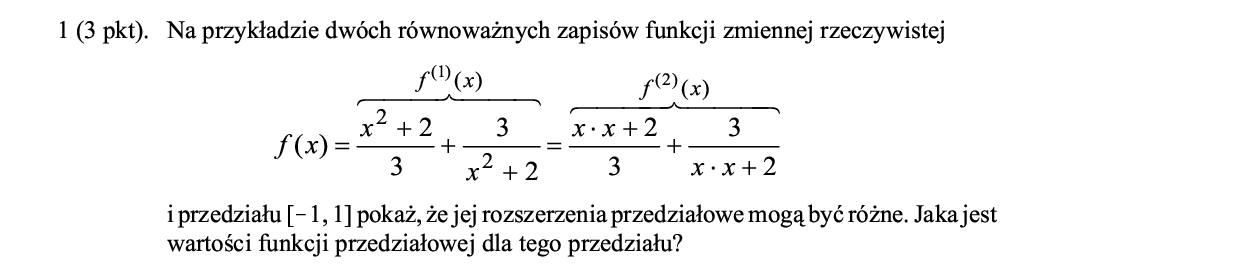 1 (3 pkt). Na przykładzie dwóch równoważnych zapisów funkcji zmiennej rzeczywistej
f^{(1)}(x) f^{(2)}(x)
f(x) = \frac{x^2 + 2}{3} + \frac{3}{x^2 + 2} = \frac{x \cdot x + 2}{3} + \frac{3}{x \cdot x + 2}
i przedziału [−1, 1] pokaż, że jej rozszerzenia przedziałowe mogą być różne. Jaka jest
wartości funkcji przedziałowej dla tego przedziału?